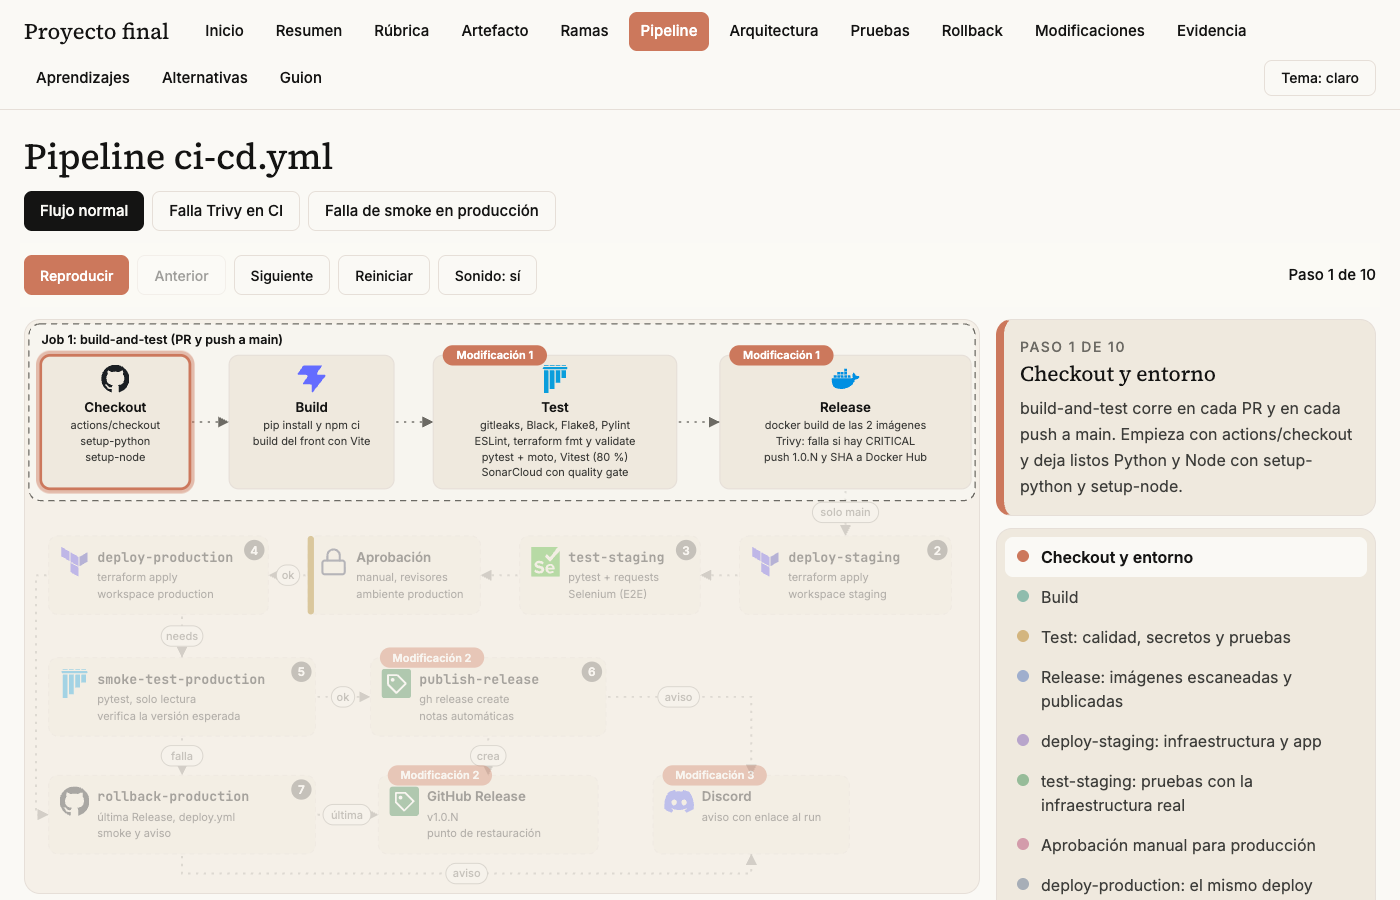 Proyecto final
Inicio
Resumen
Rúbrica
Artefacto
Ramas
Pipeline
Arquitectura
Pruebas
Rollback
Modificaciones
Evidencia
Aprendizajes
Alternativas
Guion
Tema: claro
Pipeline ci-cd.yml
Flujo normal
Falla Trivy en CI
Falla de smoke en producción
Reproducir
Anterior
Siguiente
Reiniciar
Sonido: sí
Paso 1 de 10
Job 1: build-and-test (PR y push a main)
Checkout
actions/checkout
setup-python
setup-node
Build
pip install y npm ci
build del front con Vite
Modificación 1
Test
gitleaks, Black, Flake8, Pylint
ESLint, terraform fmt y validate
pytest + moto, Vitest (80 %)
SonarCloud con quality gate
Modificación 1
Release
docker build de las 2 imágenes
Trivy: falla si hay CRITICAL
push 1.0.N y SHA a Docker Hub
solo main
deploy-production
4
terraform apply
workspace production
ok
Aprobación
manual, revisores
ambiente production
Se
test-staging
3
pytest + requests
Selenium (E2E)
deploy-staging
2
terraform apply
workspace staging
needs
smoke-test-production
5
pytest, solo lectura
verifica la versión esperada
ok
Modificación 2
publish-release
6
gh release create
notas automáticas
aviso
falla
crea
rollback-production
7
última Release, deploy.yml
smoke y aviso
última
Modificación 2
GitHub Release
v1.0.N
punto de restauración
Modificación 3
Discord
aviso con enlace al run
aviso
PASO 1 DE 10
Checkout y entorno
build-and-test corre en cada PR y en cada
push a main. Empieza con actions/checkout
y deja listos Python y Node con setup-
python y setup-node.
Checkout y entorno
Build
Test: calidad, secretos y pruebas
Release: imágenes escaneadas y
publicadas
deploy-staging: infraestructura y app
test-staging: pruebas con la
infraestructura real
Aprobación manual para producción
deploy-production: el mismo deploy